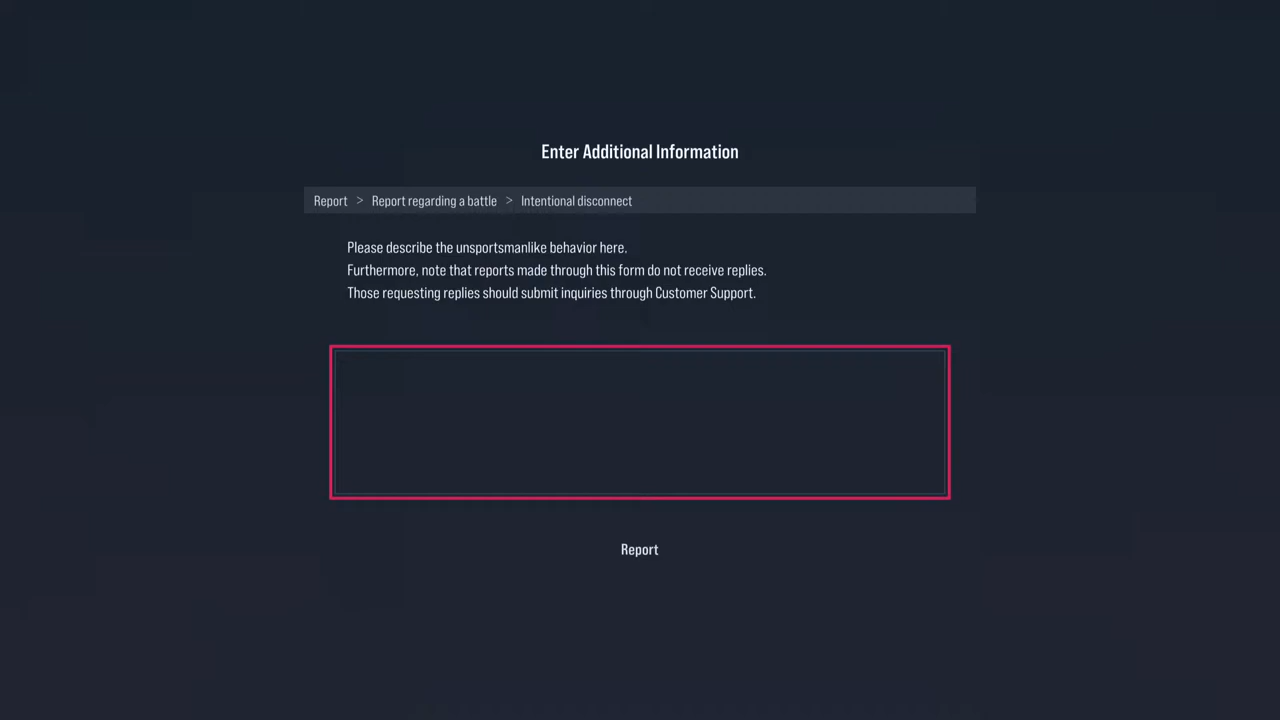 Enter Additional Information
Report > Report regarding a battle > Intentional disconnect
Please describe the unsportsmanlike behavior here.
Furthermore, note that reports made through this form do not receive replies.
Those requesting replies should submit inquiries through Customer Support.
Report